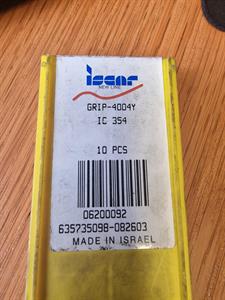 iscar
NEW LINE
GRIP-4004Y
IC 354
10 PCS
06200092
635735098-082603
MADE IN ISRAEL